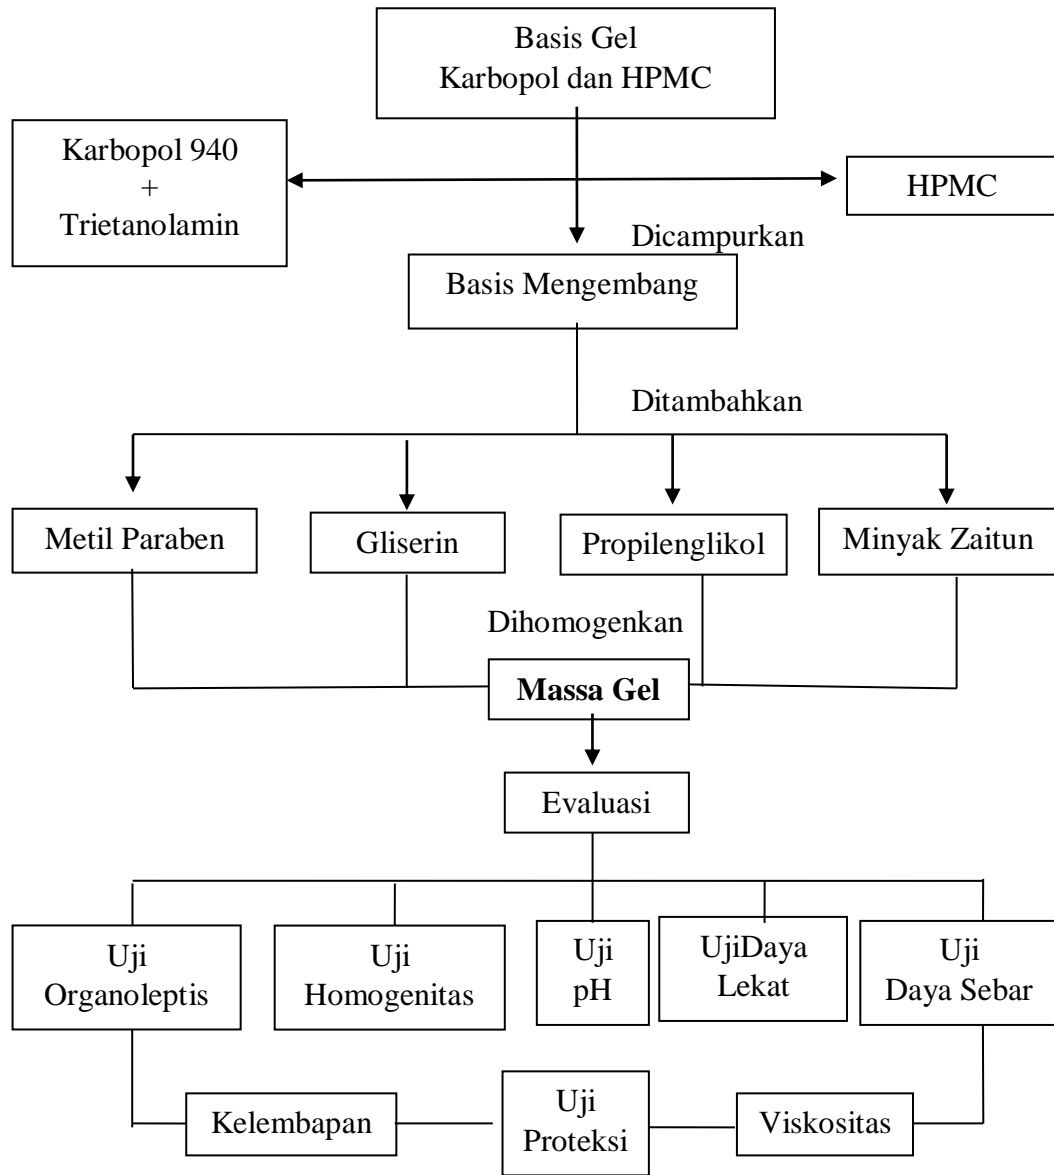 Basis Gel
Karbopol dan HPMC
Karbopol 940
+
Trietanolamin
HPMC
Dicampurkan
Basis Mengembang
Ditambahkan
Metil Paraben
Gliserin
Propilenglikol
Minyak Zaitun
Dihomogenkan
Massa Gel
Evaluasi
Uji
Organoleptis
Uji
Homogenitas
Uji
pH
UjiDaya
Lekat
Uji
Daya Sebar
Kelembapan
Uji
Proteksi
Viskositas